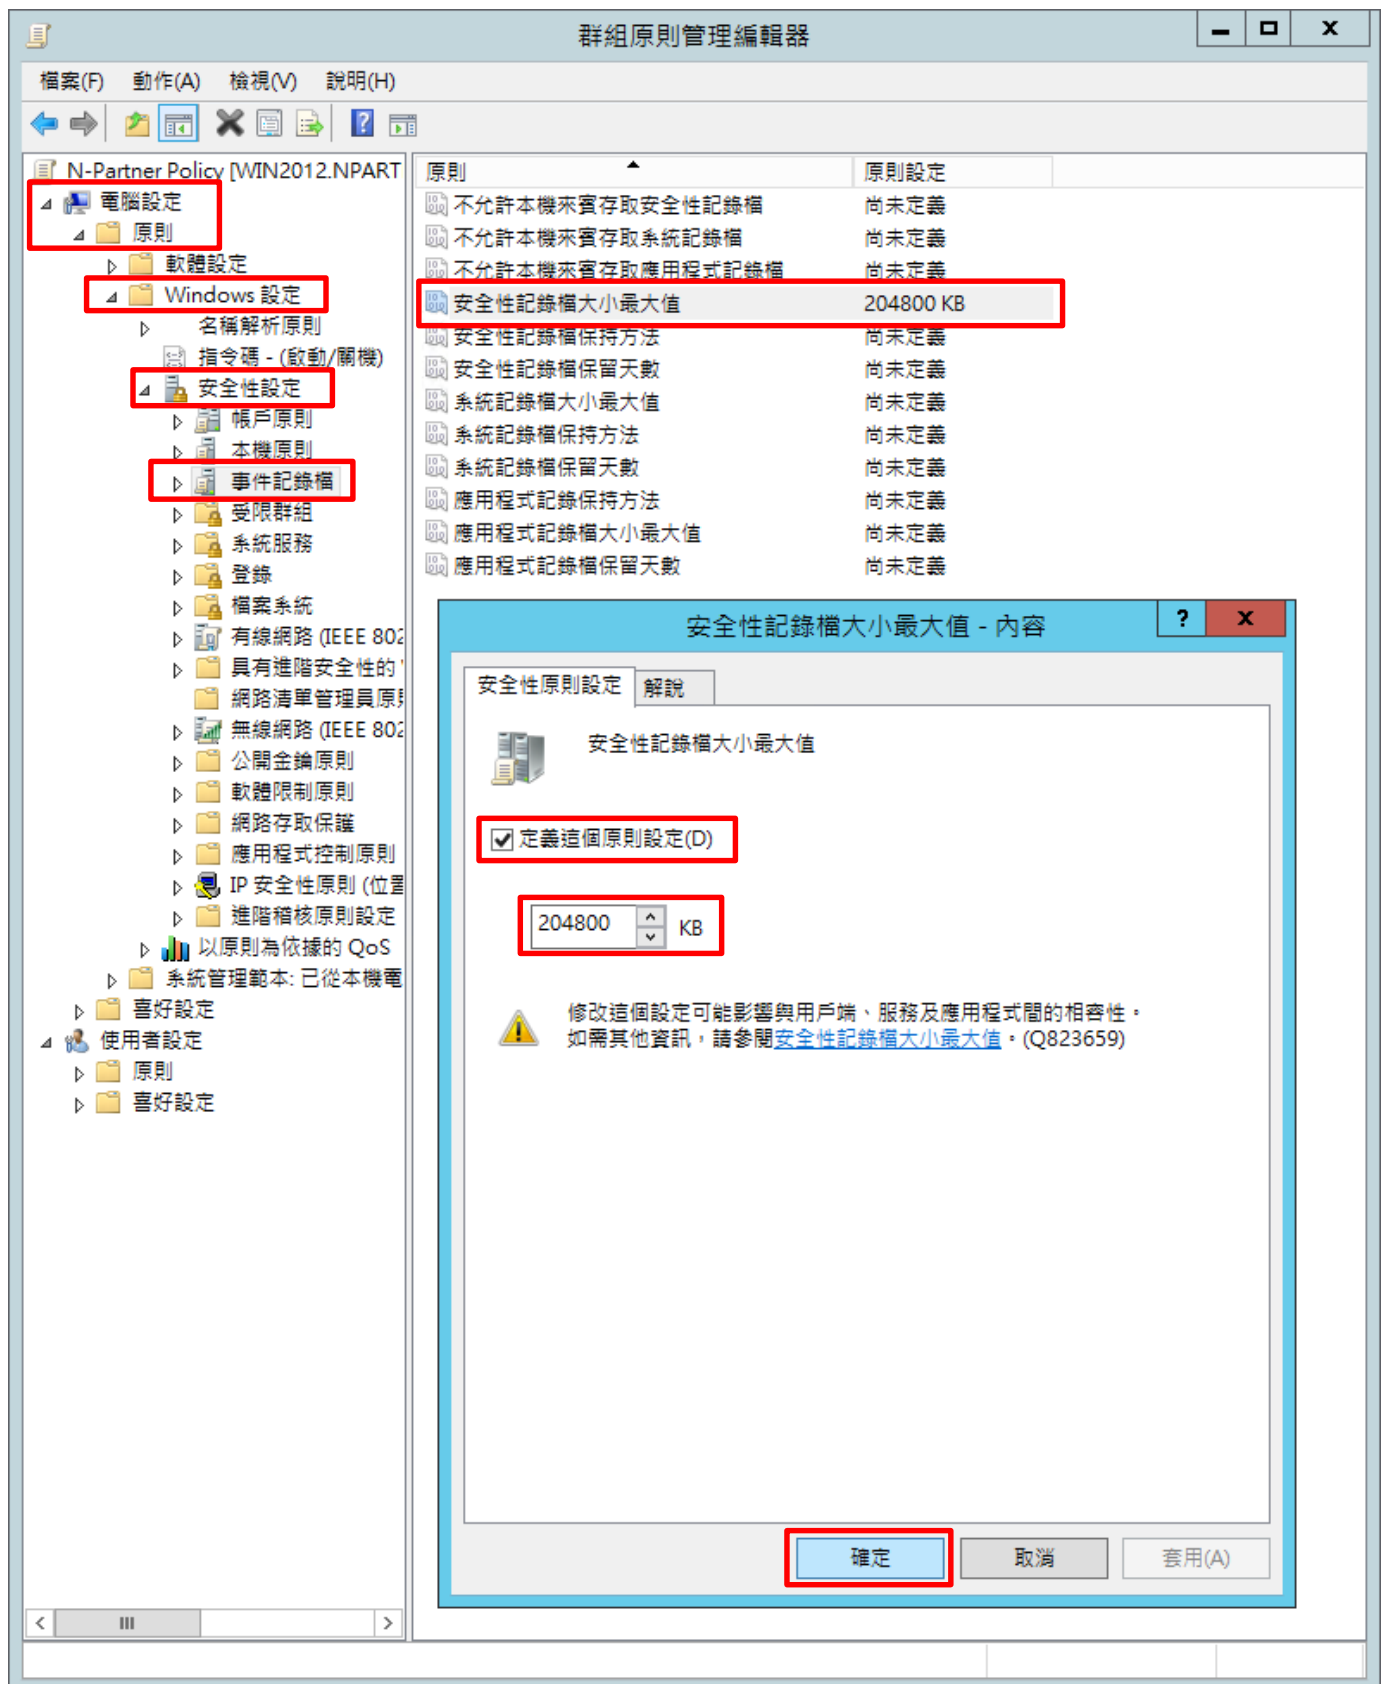 群組原則管理編輯器
檔案(F) 動作(A) 檢視(V) 說明(H)
N-Partner Policy [WIN2012.NPART
電腦設定
原則
軟體設定
Windows 設定
名稱解析原則
指令碼 - (啟動/關機)
安全性設定
帳戶原則
本機原則
事件記錄檔
受限群組
系統服務
登錄
檔案系統
有線網路 (IEEE 802
具有進階安全性的
網路清單管理員原則
無線網路 (IEEE 802
公開金鑰原則
軟體限制原則
網路存取保護
應用程式控制原則
IP 安全性原則 (位置
進階稽核原則設定
以原則為依據的 QoS
系統管理範本: 已從本機電
喜好設定
使用者設定
原則
喜好設定
原則 原則設定
不允許本機來賓存取安全性記錄檔 尚未定義
不允許本機來賓存取系統記錄檔 尚未定義
不允許本機來賓存取應用程式記錄檔 尚未定義
安全性記錄檔大小最大值 204800 KB
安全性記錄檔保持方法 尚未定義
安全性記錄檔保留天數 尚未定義
系統記錄檔大小最大值 尚未定義
系統記錄檔保持方法 尚未定義
系統記錄檔保留天數 尚未定義
應用程式記錄保持方法 尚未定義
應用程式記錄檔大小最大值 尚未定義
應用程式記錄檔保留天數 尚未定義
安全性記錄檔大小最大值 - 內容
安全性原則設定 解說
安全性記錄檔大小最大值
定義這個原則設定(D)
204800 KB
修改這個設定可能影響與用戶端、服務及應用程式間的相容性。
如需其他資訊，請參閱安全性記錄檔大小最大值。(Q823659)
確定 取消 套用(A)